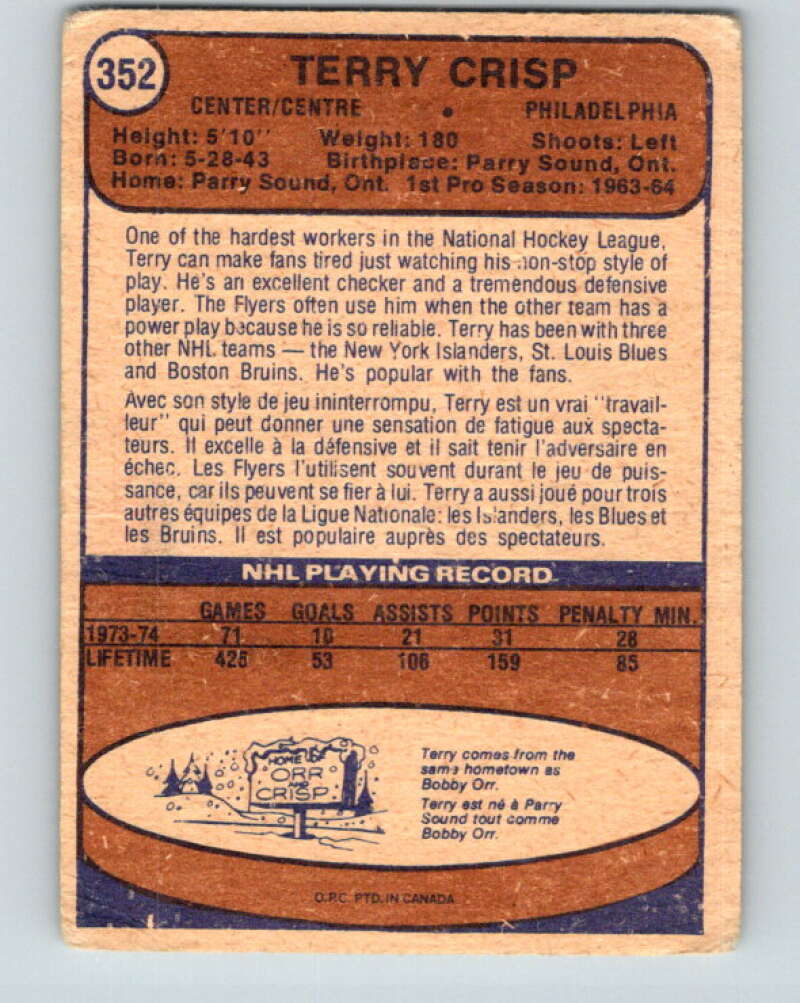 352
TERRY CRISP
CENTER/CENTRE • PHILADELPHIA
Height: 5'10" Weight: 180 Shoots: Left
Born: 5-28-43 Birthplace: Parry Sound, Ont.
Home: Parry Sound, Ont. 1st Pro Season: 1963-64
One of the hardest workers in the National Hockey League,
Terry can make fans tired just watching his non-stop style of
play. He's an excellent checker and a tremendous defensive
player. The Flyers often use him when the other team has a
power play because he is so reliable. Terry has been with three
other NHL teams — the New York Islanders, St. Louis Blues
and Boston Bruins. He's popular with the fans.
Avec son style de jeu ininterrompu, Terry est un vrai "travail-
leur" qui peut donner une sensation de fatigue aux specta-
teurs. Il excelle à la défensive et il sait tenir l'adversaire en
échec. Les Flyers l'utilisent souvent durant le jeu de puis-
sance, car ils peuvent se fier à lui. Terry a aussi joué pour trois
autres équipes de la Ligue Nationale: les Islanders, les Blues et
les Bruins. Il est populaire auprès des spectateurs.
NHL PLAYING RECORD
GAMES GOALS ASSISTS POINTS PENALTY MIN.
1973-74 71 10 21 31 28
LIFETIME 425 53 106 159 85
HOME OF
ORR
AND
CRISP
Terry comes from the
same hometown as
Bobby Orr.
Terry est né à Parry
Sound tout comme
Bobby Orr.
O.P.C. PTD. IN CANADA